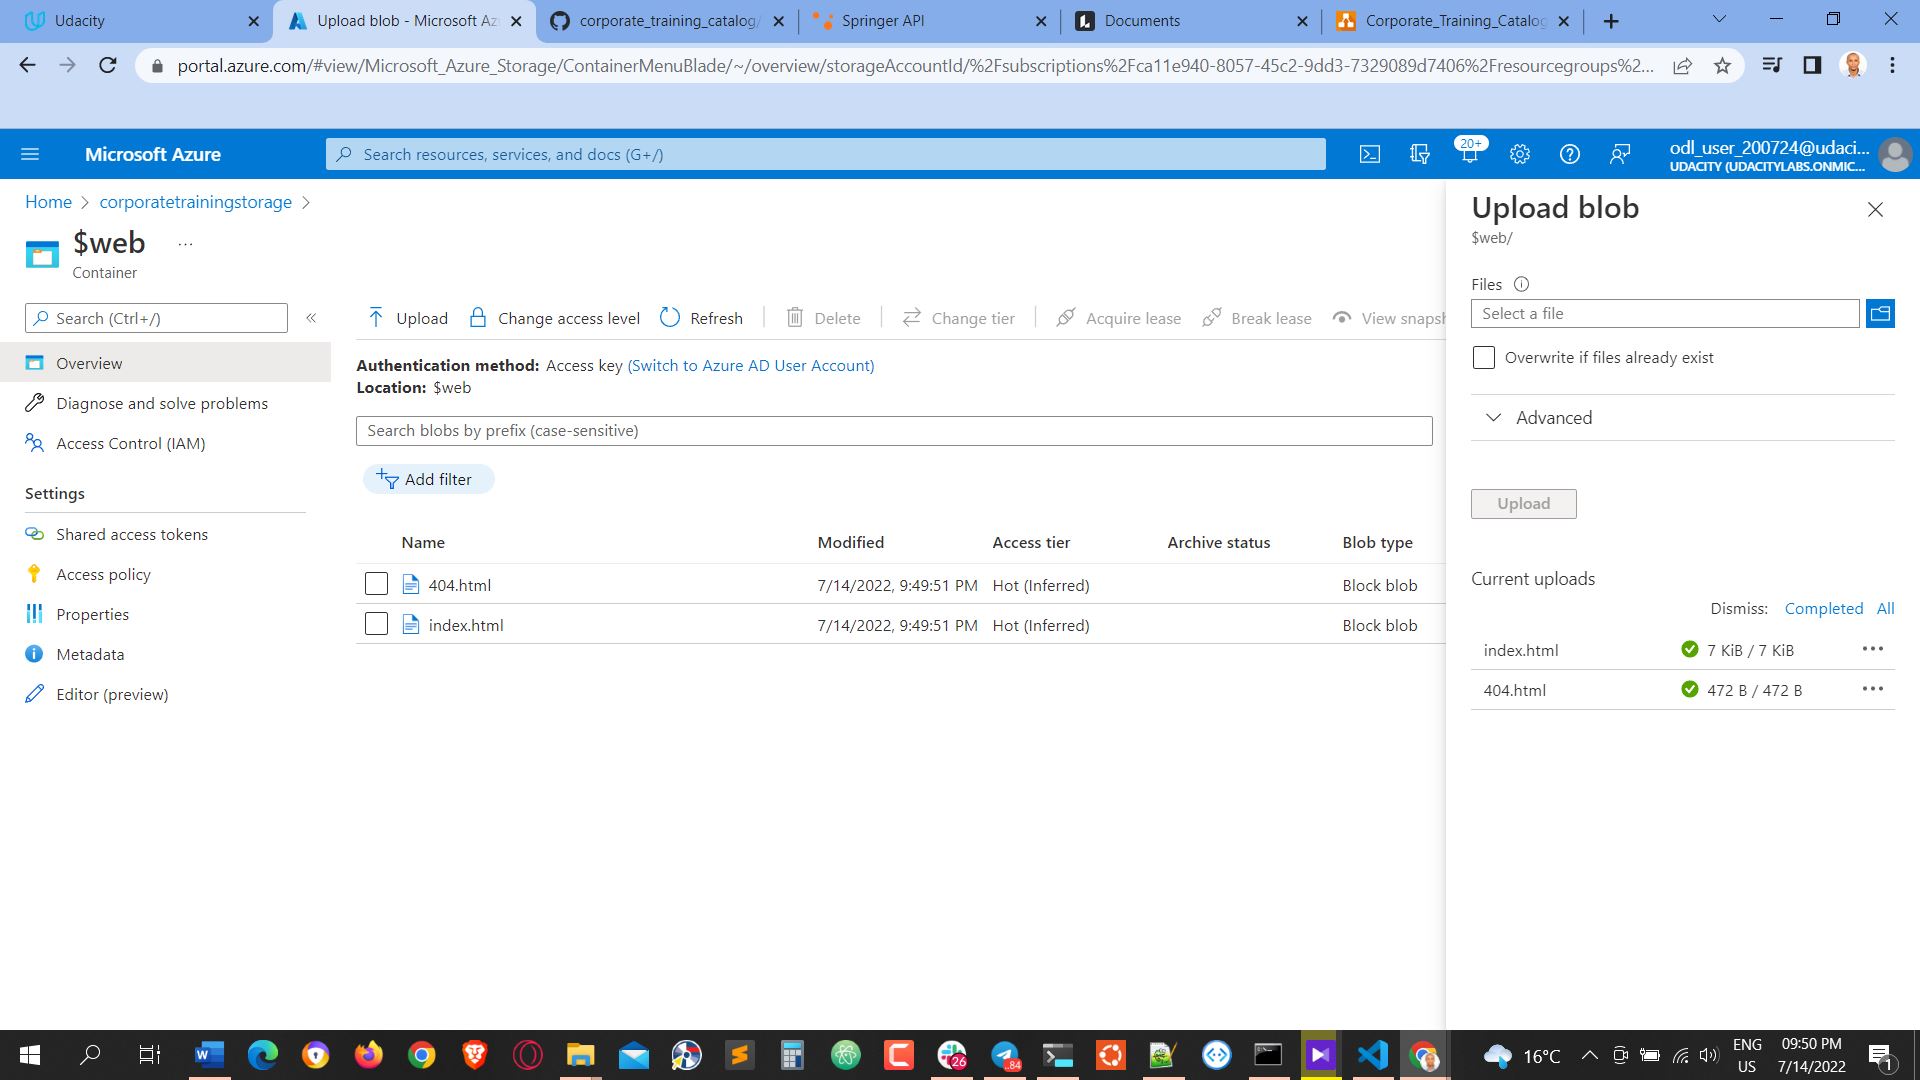 Udacity
Upload blob - Microsoft Az
corporate_training_catalog/
Springer API
Documents
Corporate_Training_Catalog
portal.azure.com/#view/Microsoft_Azure_Storage/ContainerMenuBlade/~/overview/storageAccountId/%2Fsubscriptions%2Fca11e940-8057-45c2-9dd3-7329089d7406%2Fresourcegroups%2...
Microsoft Azure
Search resources, services, and docs (G+/)
20+
odl_user_200724@udaci...
UDACITY (UDACITYLABS.ONMIC...
Home > corporatetrainingstorage >
$web ...
Container
Search (Ctrl+/)
«
Overview
Diagnose and solve problems
Access Control (IAM)
Settings
Shared access tokens
Access policy
Properties
Metadata
Editor (preview)
Upload
Change access level
Refresh
Delete
Change tier
Acquire lease
Break lease
View snapsh
Authentication method: Access key (Switch to Azure AD User Account)
Location: $web
Search blobs by prefix (case-sensitive)
Add filter
Name Modified Access tier Archive status Blob type
404.html 7/14/2022, 9:49:51 PM Hot (Inferred) Block blob
index.html 7/14/2022, 9:49:51 PM Hot (Inferred) Block blob
Upload blob
$web/
Files
Select a file
Overwrite if files already exist
Advanced
Upload
Current uploads
Dismiss: Completed All
index.html 7 KiB / 7 KiB ...
404.html 472 B / 472 B ...
26
84
16°C
ENG
US
09:50 PM
7/14/2022
1